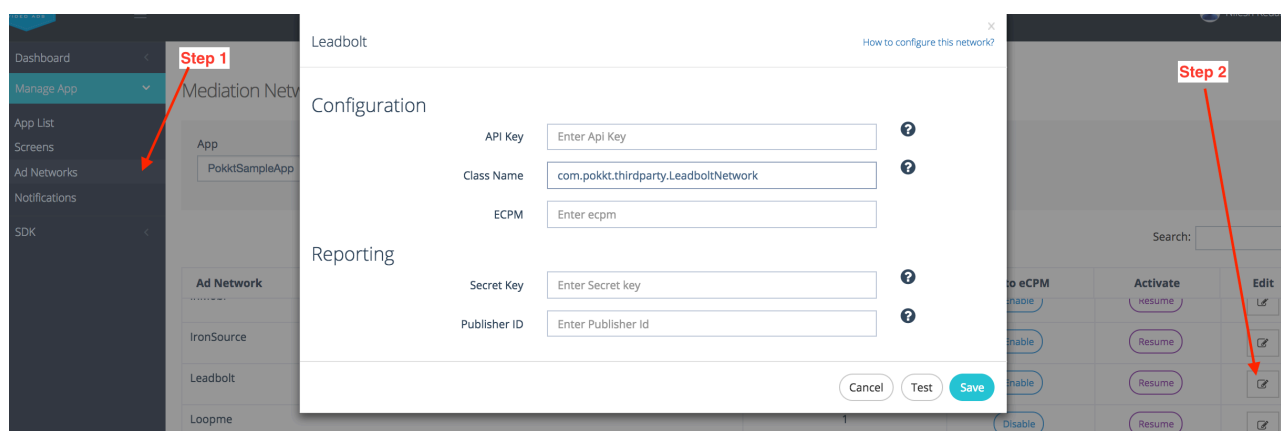 Leadbolt
How to configure this network?
Dashboard
Step 1
Step 2
Manage App
Mediation Netw
Configuration
App List
API Key
Enter Api Key
Screens
App
Ad Networks
PokktSampleApp
Class Name
com.pokkt.thirdparty.LeadboltNetwork
Notifications
ECPM
Enter ecpm
SDK
Search:
Reporting
Ad Network
Secret Key
Enter Secret key
to eCPM
Activate
Edit
Resume
Publisher ID
Enter Publisher Id
IronSource
Enable
Resume
Leadbolt
Cancel
Test
Save
Enable
Resume
Loopme
1
Disable
Resume